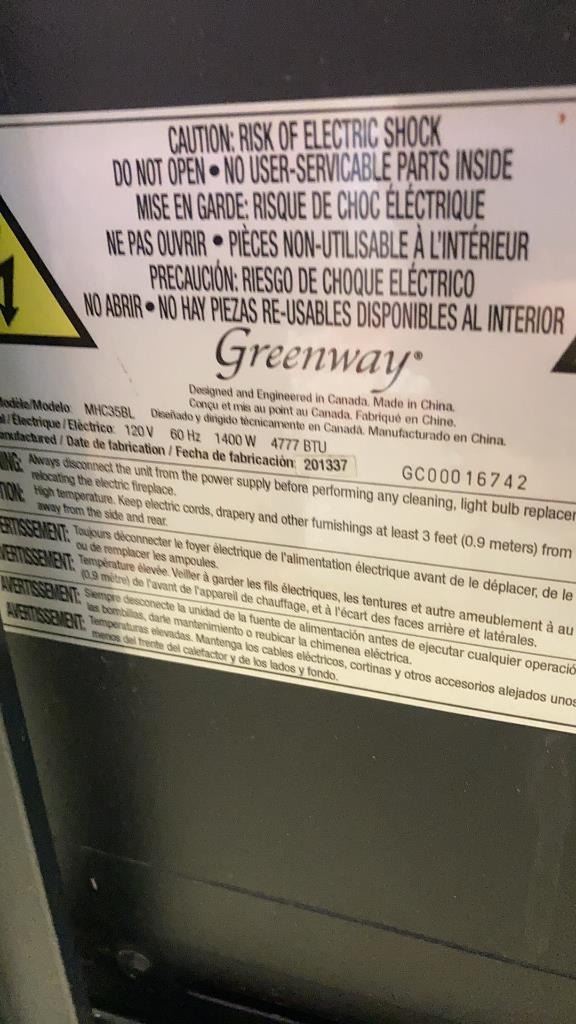 CAUTION: RISK OF ELECTRIC SHOCK
DO NOT OPEN • NO USER-SERVICABLE PARTS INSIDE
MISE EN GARDE: RISQUE DE CHOC ÉLÉCTRIQUE
NE PAS OUVRIR • PIÈCES NON-UTILISABLE À L'INTÉRIEUR
PRECAUCIÓN: RIESGO DE CHOQUE ELÉCTRICO
NO ABRIR • NO HAY PIEZAS RE-USABLES DISPONIBLES AL INTERIOR
Greenway®
Designed and Engineered in Canada. Made in China.
Conçu et mis au point au Canada. Fabriqué en Chine.
Modèle/Modelo: MHC35BL Diseñado y dirigido técnicamente en Canadá. Manufacturado en China.
/Électrique/Eléctrico: 120 V 60 Hz 1400 W 4777 BTU
/ Date de fabrication / Fecha de fabricación: 201337 GC00016742
Always disconnect the unit from the power supply before performing any cleaning, light bulb
relocating the electric fireplace.
High temperature. Keep electric cords, drapery and other furnishings at least 3 feet (0.9 meters) from
away from the side and rear.
Toujours déconnecter le foyer électrique de l'alimentation électrique avant de le déplacer, de le
ou de remplacer les ampoules.
Température élevée. Veiller à garder les fils électriques, les tentures et autre ameublement à au
(0.9 mètre) de l'avant de l'appareil de chauffage, et à l'écart des faces arrière et latérales.
AVERTISSEMENT: Siempre desconecte la unidad de la fuente de alimentación antes de ejecutar cualquier
las bombillas, darle mantenimiento o reubicar la chimenea eléctrica.
AVERTISSEMENT: Temperaturas elevadas. Mantenga los cables eléctricos, cortinas y otros accesorios alejados unos
menos del frente del calefactor y de los lados y fondo.